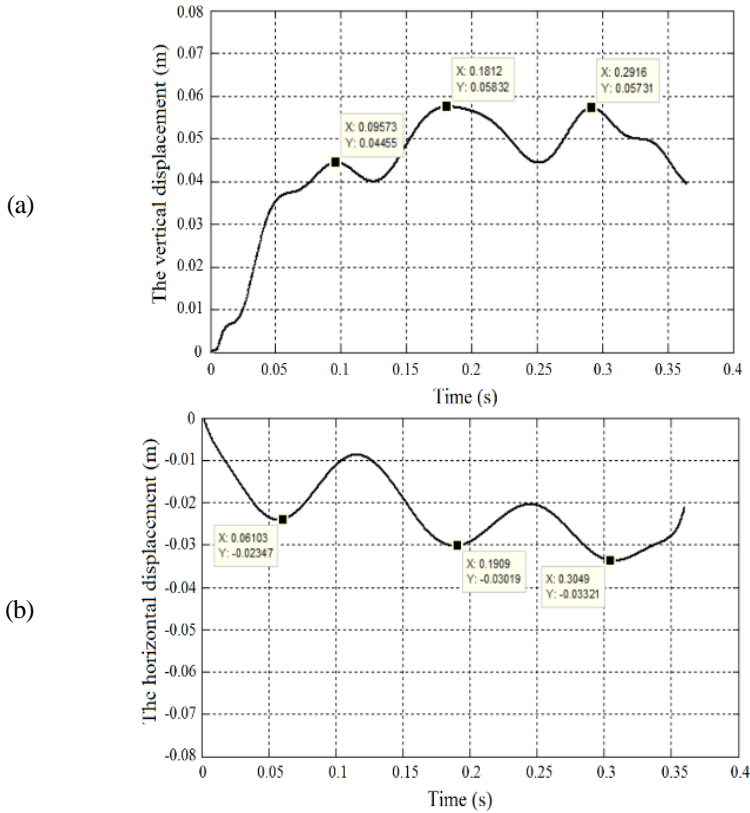 (a)
The vertical displacement (m)
0.08
0.07
0.06
0.05
0.04
0.03
0.02
0.01
0
X: 0.09573
Y: 0.04455
X: 0.1812
Y: 0.05832
X: 0.2916
Y: 0.05731
0
0.05
0.1
0.15
0.2
0.25
0.3
0.35
0.4
Time (s)
(b)
The horizontal displacement (m)
0
-0.01
-0.02
-0.03
-0.04
-0.05
-0.06
-0.07
-0.08
X: 0.06103
Y: -0.02347
X: 0.1909
Y: -0.03019
X: 0.3049
Y: -0.03321
0
0.05
0.1
0.15
0.2
0.25
0.3
0.35
0.4
Time (s)